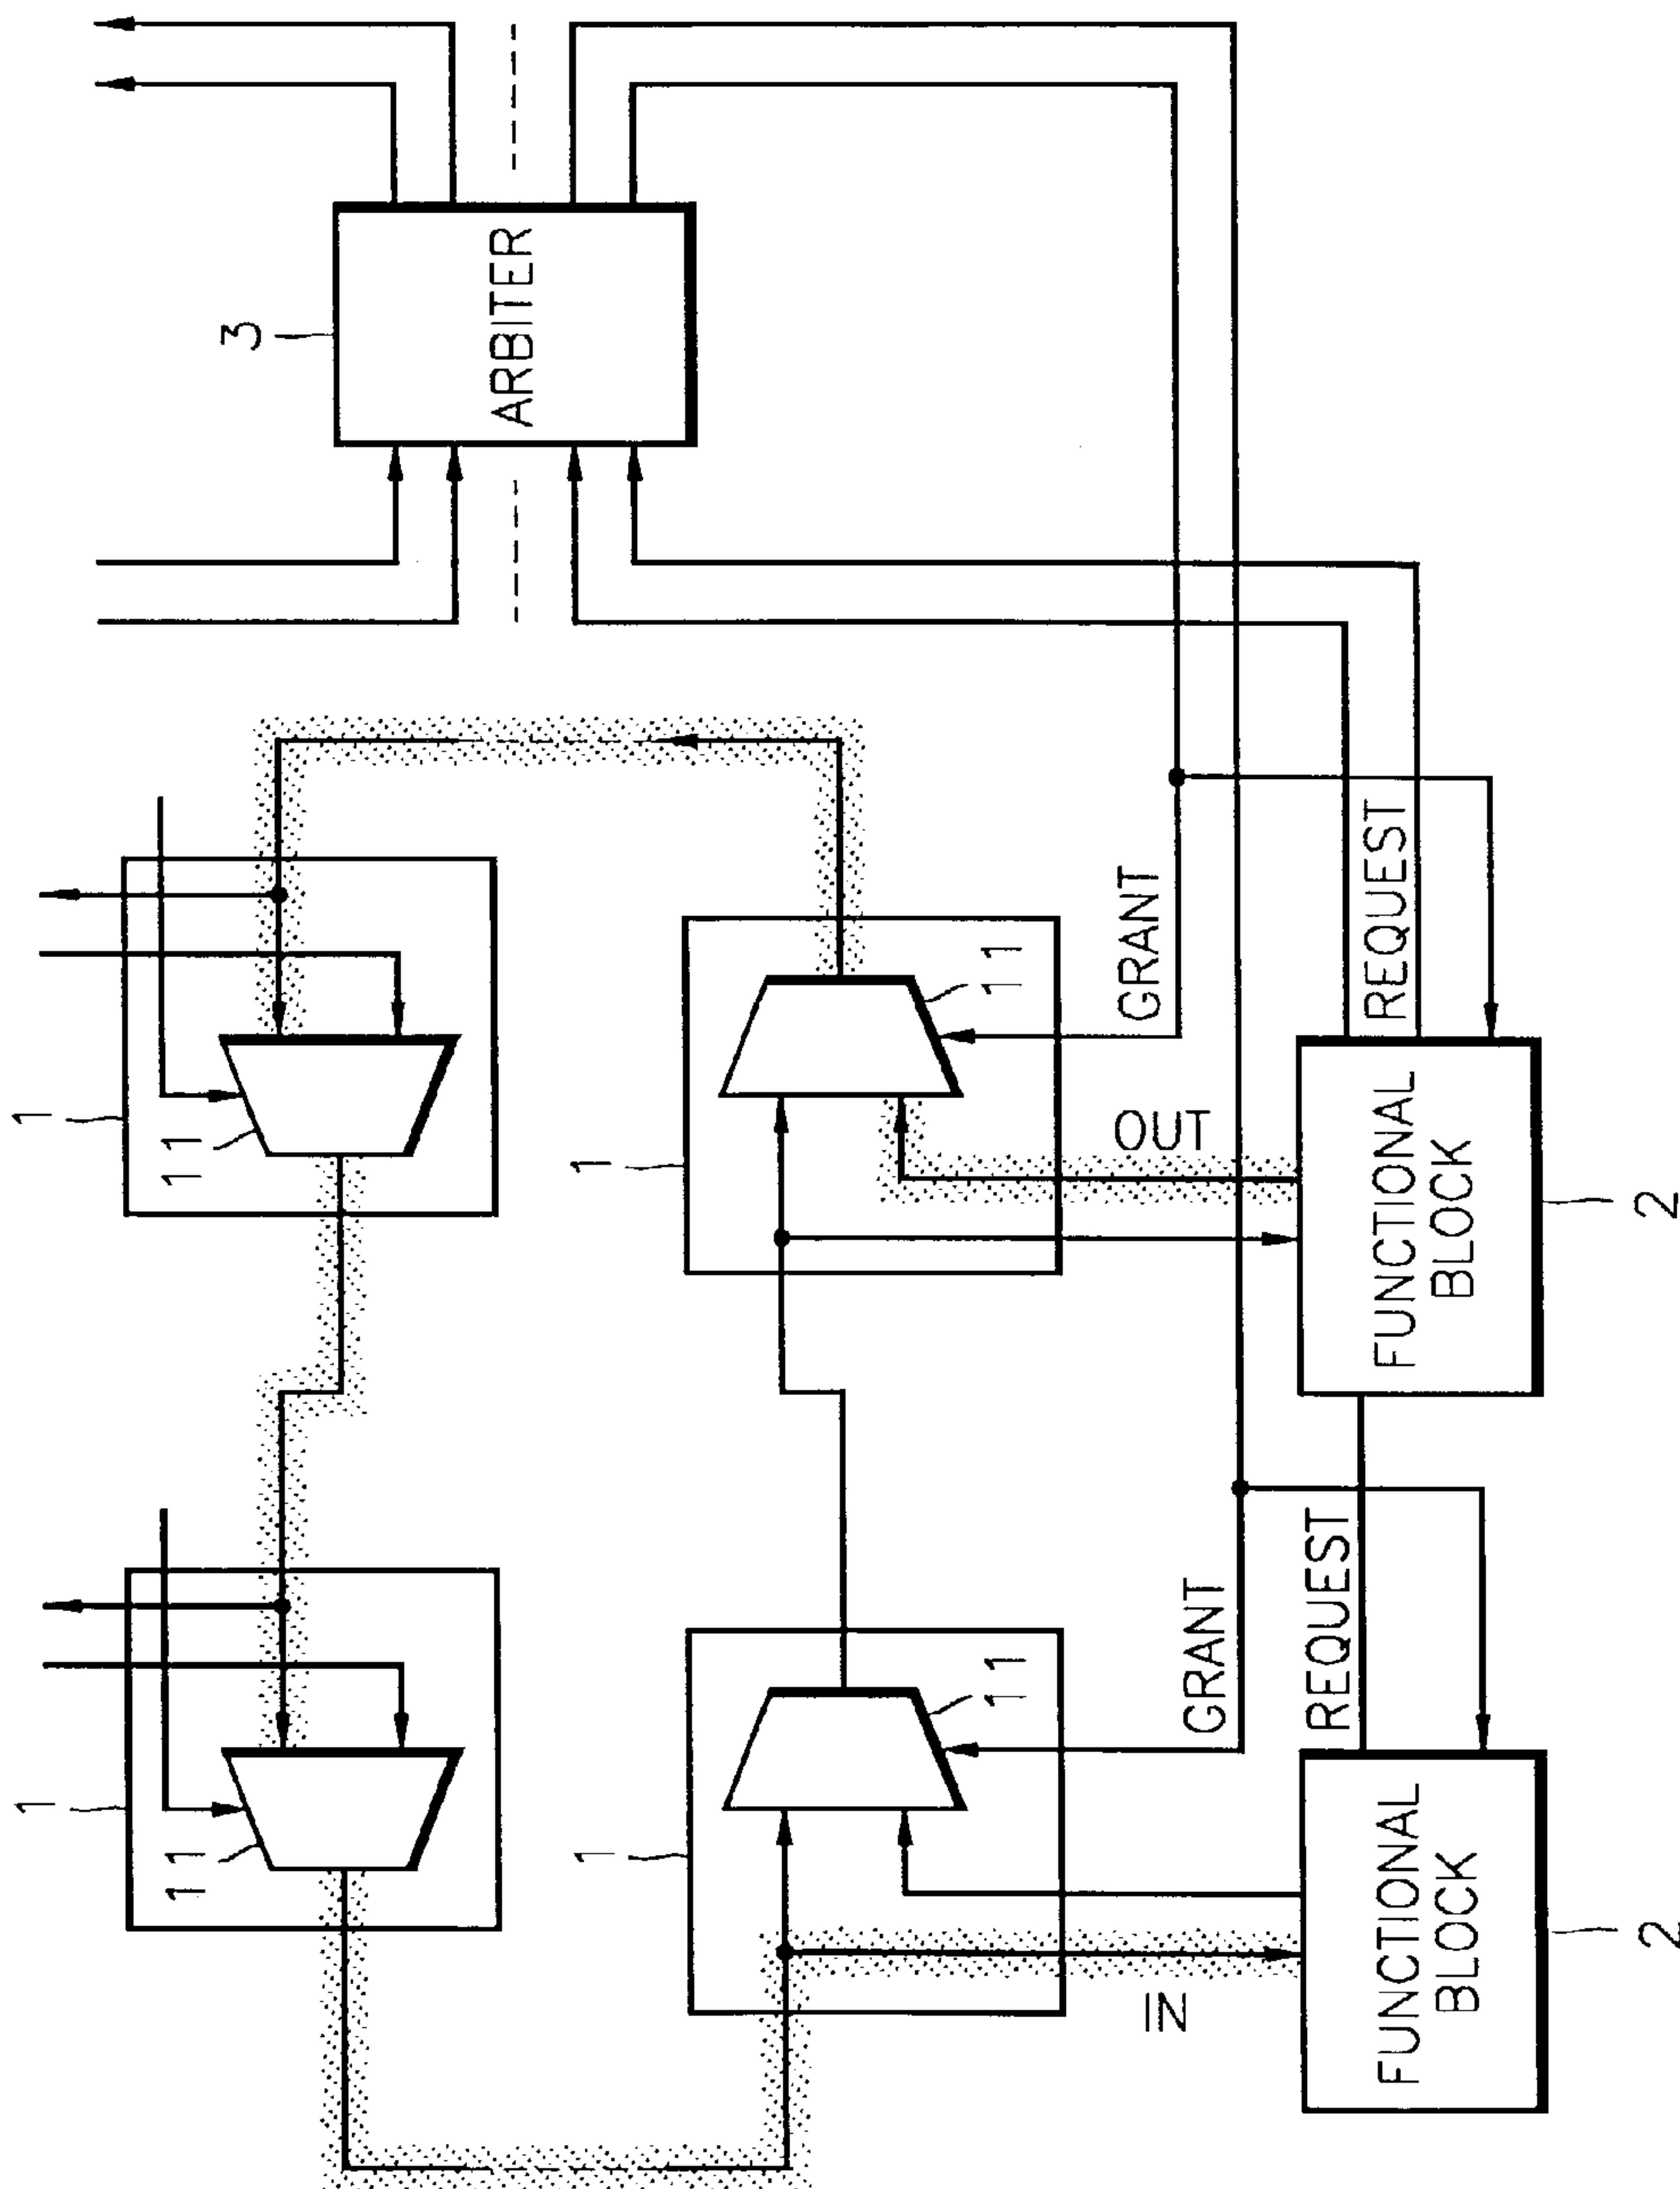 3
ARBITER
1
11
1
11
GRANT
REQUEST
OUT
FUNCTIONAL
BLOCK
2
1
11
1
11
GRANT
REQUEST
IN
FUNCTIONAL
BLOCK
2